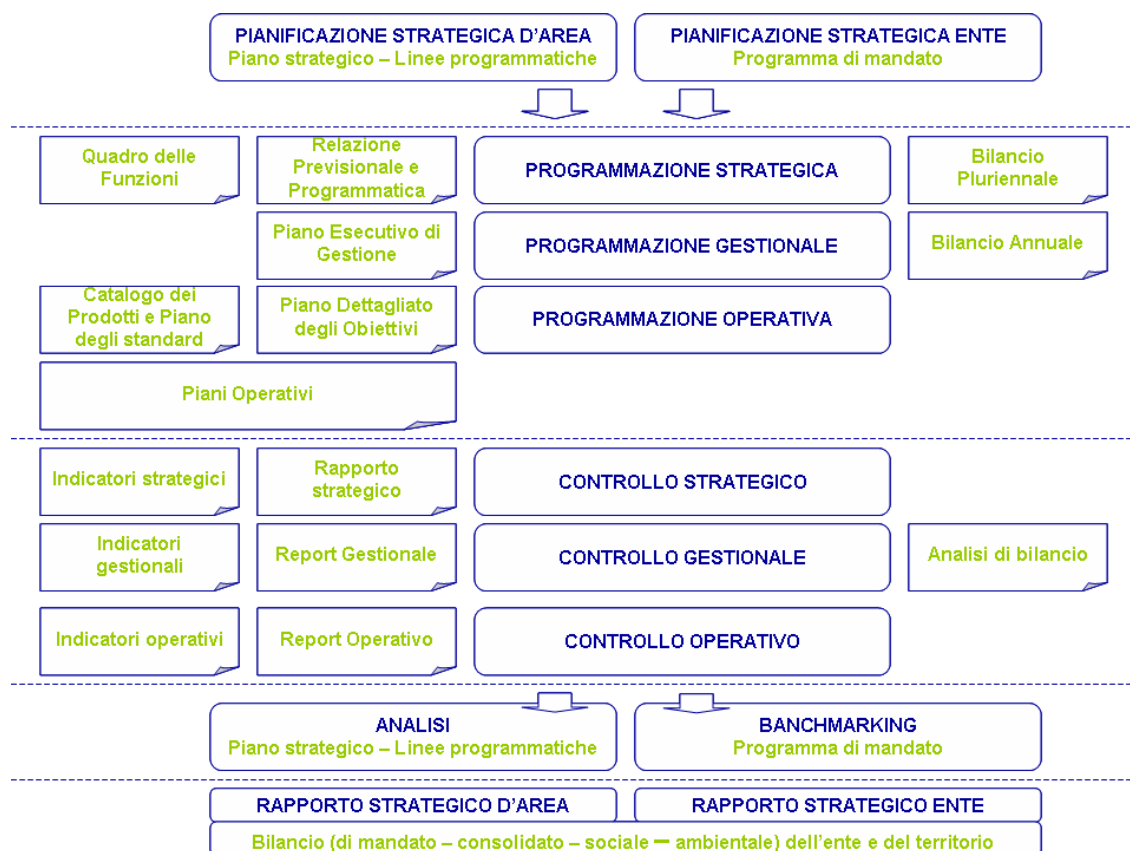 PIANIFICAZIONE STRATEGICA D'AREA
Piano strategico – Linee programmatiche
PIANIFICAZIONE STRATEGICA ENTE
Programma di mandato
Quadro delle
Funzioni
Relazione
Previsionale e
Programmatica
PROGRAMMAZIONE STRATEGICA
Bilancio
Pluriennale
Piano Esecutivo di
Gestione
PROGRAMMAZIONE GESTIONALE
Bilancio Annuale
Catalogo dei
Prodotti e Piano
degli standard
Piano Dettagliato
degli Obiettivi
PROGRAMMAZIONE OPERATIVA
Piani Operativi
Indicatori strategici
Rapporto
strategico
CONTROLLO STRATEGICO
Indicatori
gestionali
Report Gestionale
CONTROLLO GESTIONALE
Analisi di bilancio
Indicatori operativi
Report Operativo
CONTROLLO OPERATIVO
ANALISI
Piano strategico – Linee programmatiche
BANCHMARKING
Programma di mandato
RAPPORTO STRATEGICO D'AREA
RAPPORTO STRATEGICO ENTE
Bilancio (di mandato – consolidato – sociale – ambientale) dell'ente e del territorio